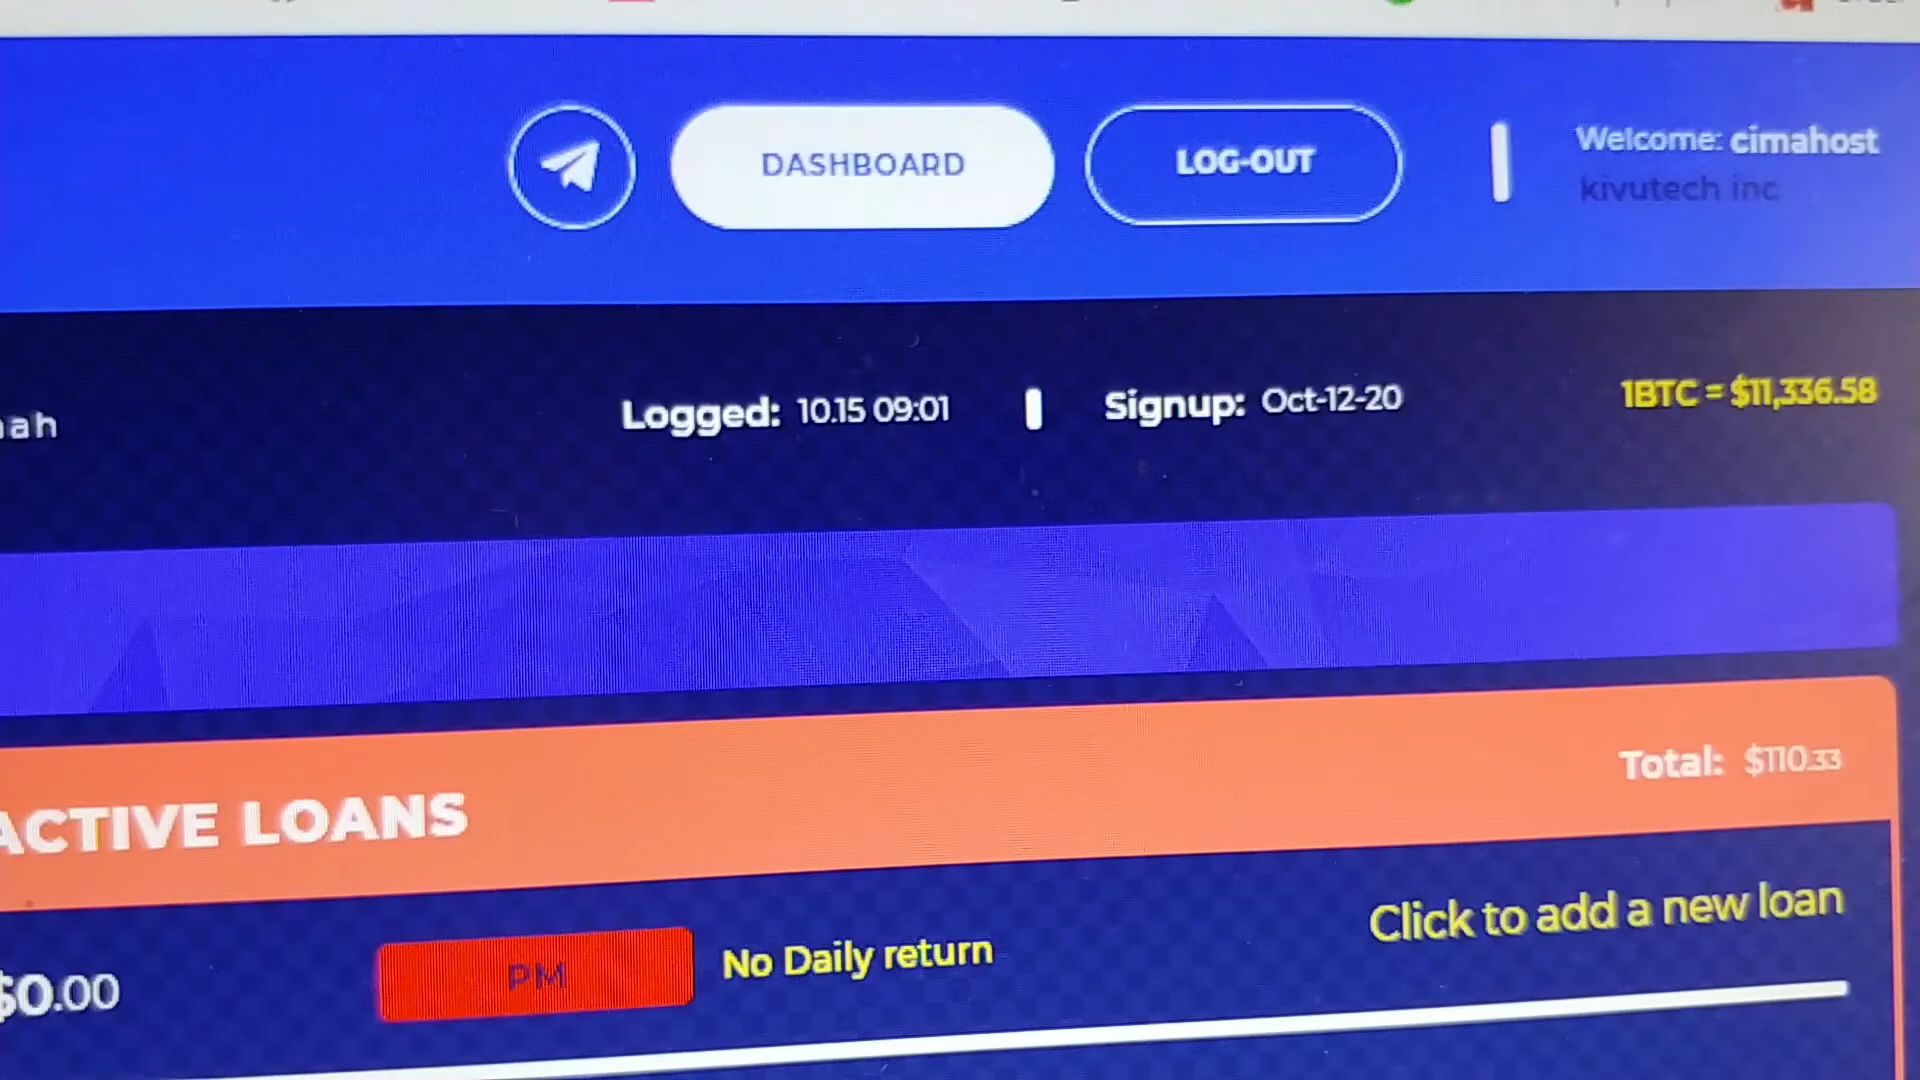 DASHBOARD
LOG-OUT
Welcome: cimahost
kivutech inc
Logged: 10.15 09:01
Signup: Oct-12-20
1BTC = $11,336.58
ACTIVE LOANS
Total: $110.33
$0.00
PM
No Daily return
Click to add a new loan